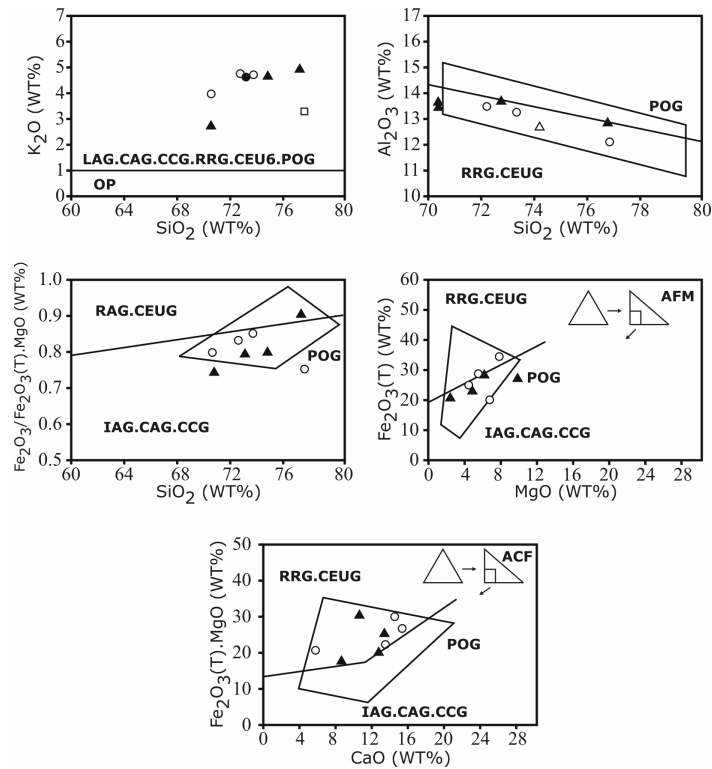 7
6
5
4
3
2
1
0
K₂O (WT%)
LAG.CAG.CCG.RRG.CEU6.POG
OP
60 64 68 72 76 80
SiO₂ (WT%)
17
16
15
14
13
12
11
10
Al₂O₃ (WT%)
POG
RRG.CEUG
70 72 74 76 78 80
SiO₂ (WT%)
1.0
0.9
0.8
0.7
0.6
0.5
Fe₂O₃/Fe₂O₃(T).MgO (WT%)
RAG.CEUG
POG
IAG.CAG.CCG
60 64 68 72 76 80
SiO₂ (WT%)
60
50
40
30
20
10
0
Fe₂O₃(T) (WT%)
RRG.CEUG
AFM
POG
IAG.CAG.CCG
0 4 8 12 16 20 24 28
MgO (WT%)
50
40
30
20
10
0
Fe₂O₃(T).MgO (WT%)
RRG.CEUG
ACF
POG
IAG.CAG.CCG
0 4 8 12 16 20 24 28
CaO (WT%)